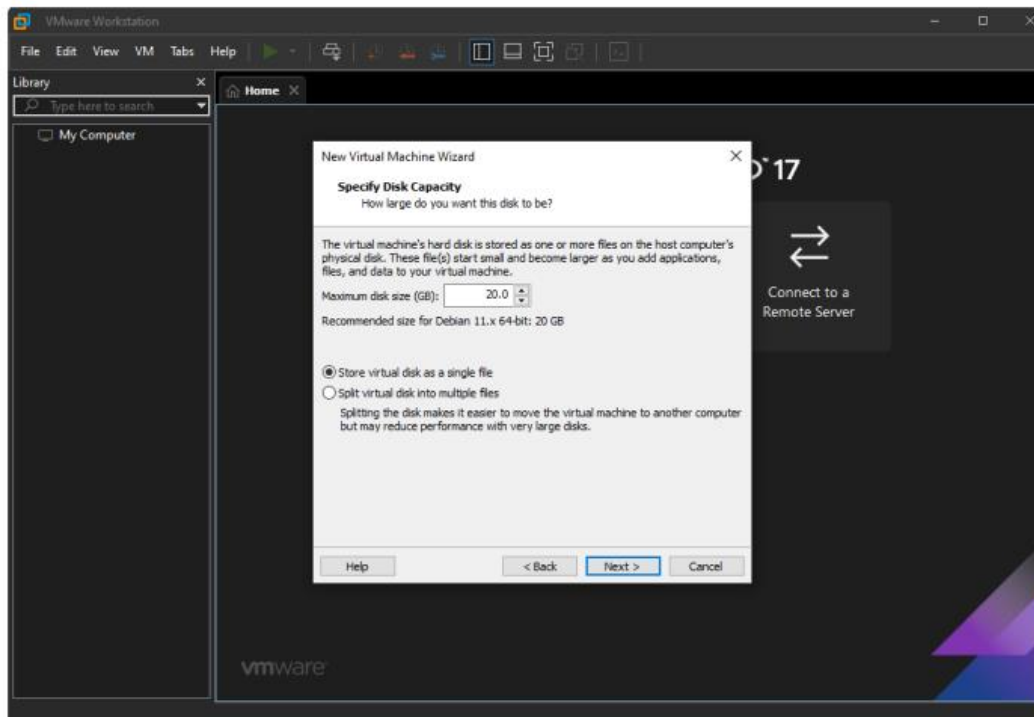 VMware Workstation
File Edit View VM Tabs Help
Library
Type here to search
My Computer
Home
17
Connect to a
Remote Server
New Virtual Machine Wizard
Specify Disk Capacity
How large do you want this disk to be?
The virtual machine's hard disk is stored as one or more files on the host computer's
physical disk. These file(s) start small and become larger as you add applications,
files, and data to your virtual machine.
Maximum disk size (GB): 20.0
Recommended size for Debian 11.x 64-bit: 20 GB
Store virtual disk as a single file
Split virtual disk into multiple files
Splitting the disk makes it easier to move the virtual machine to another computer
but may reduce performance with very large disks.
Help < Back Next > Cancel
vmware